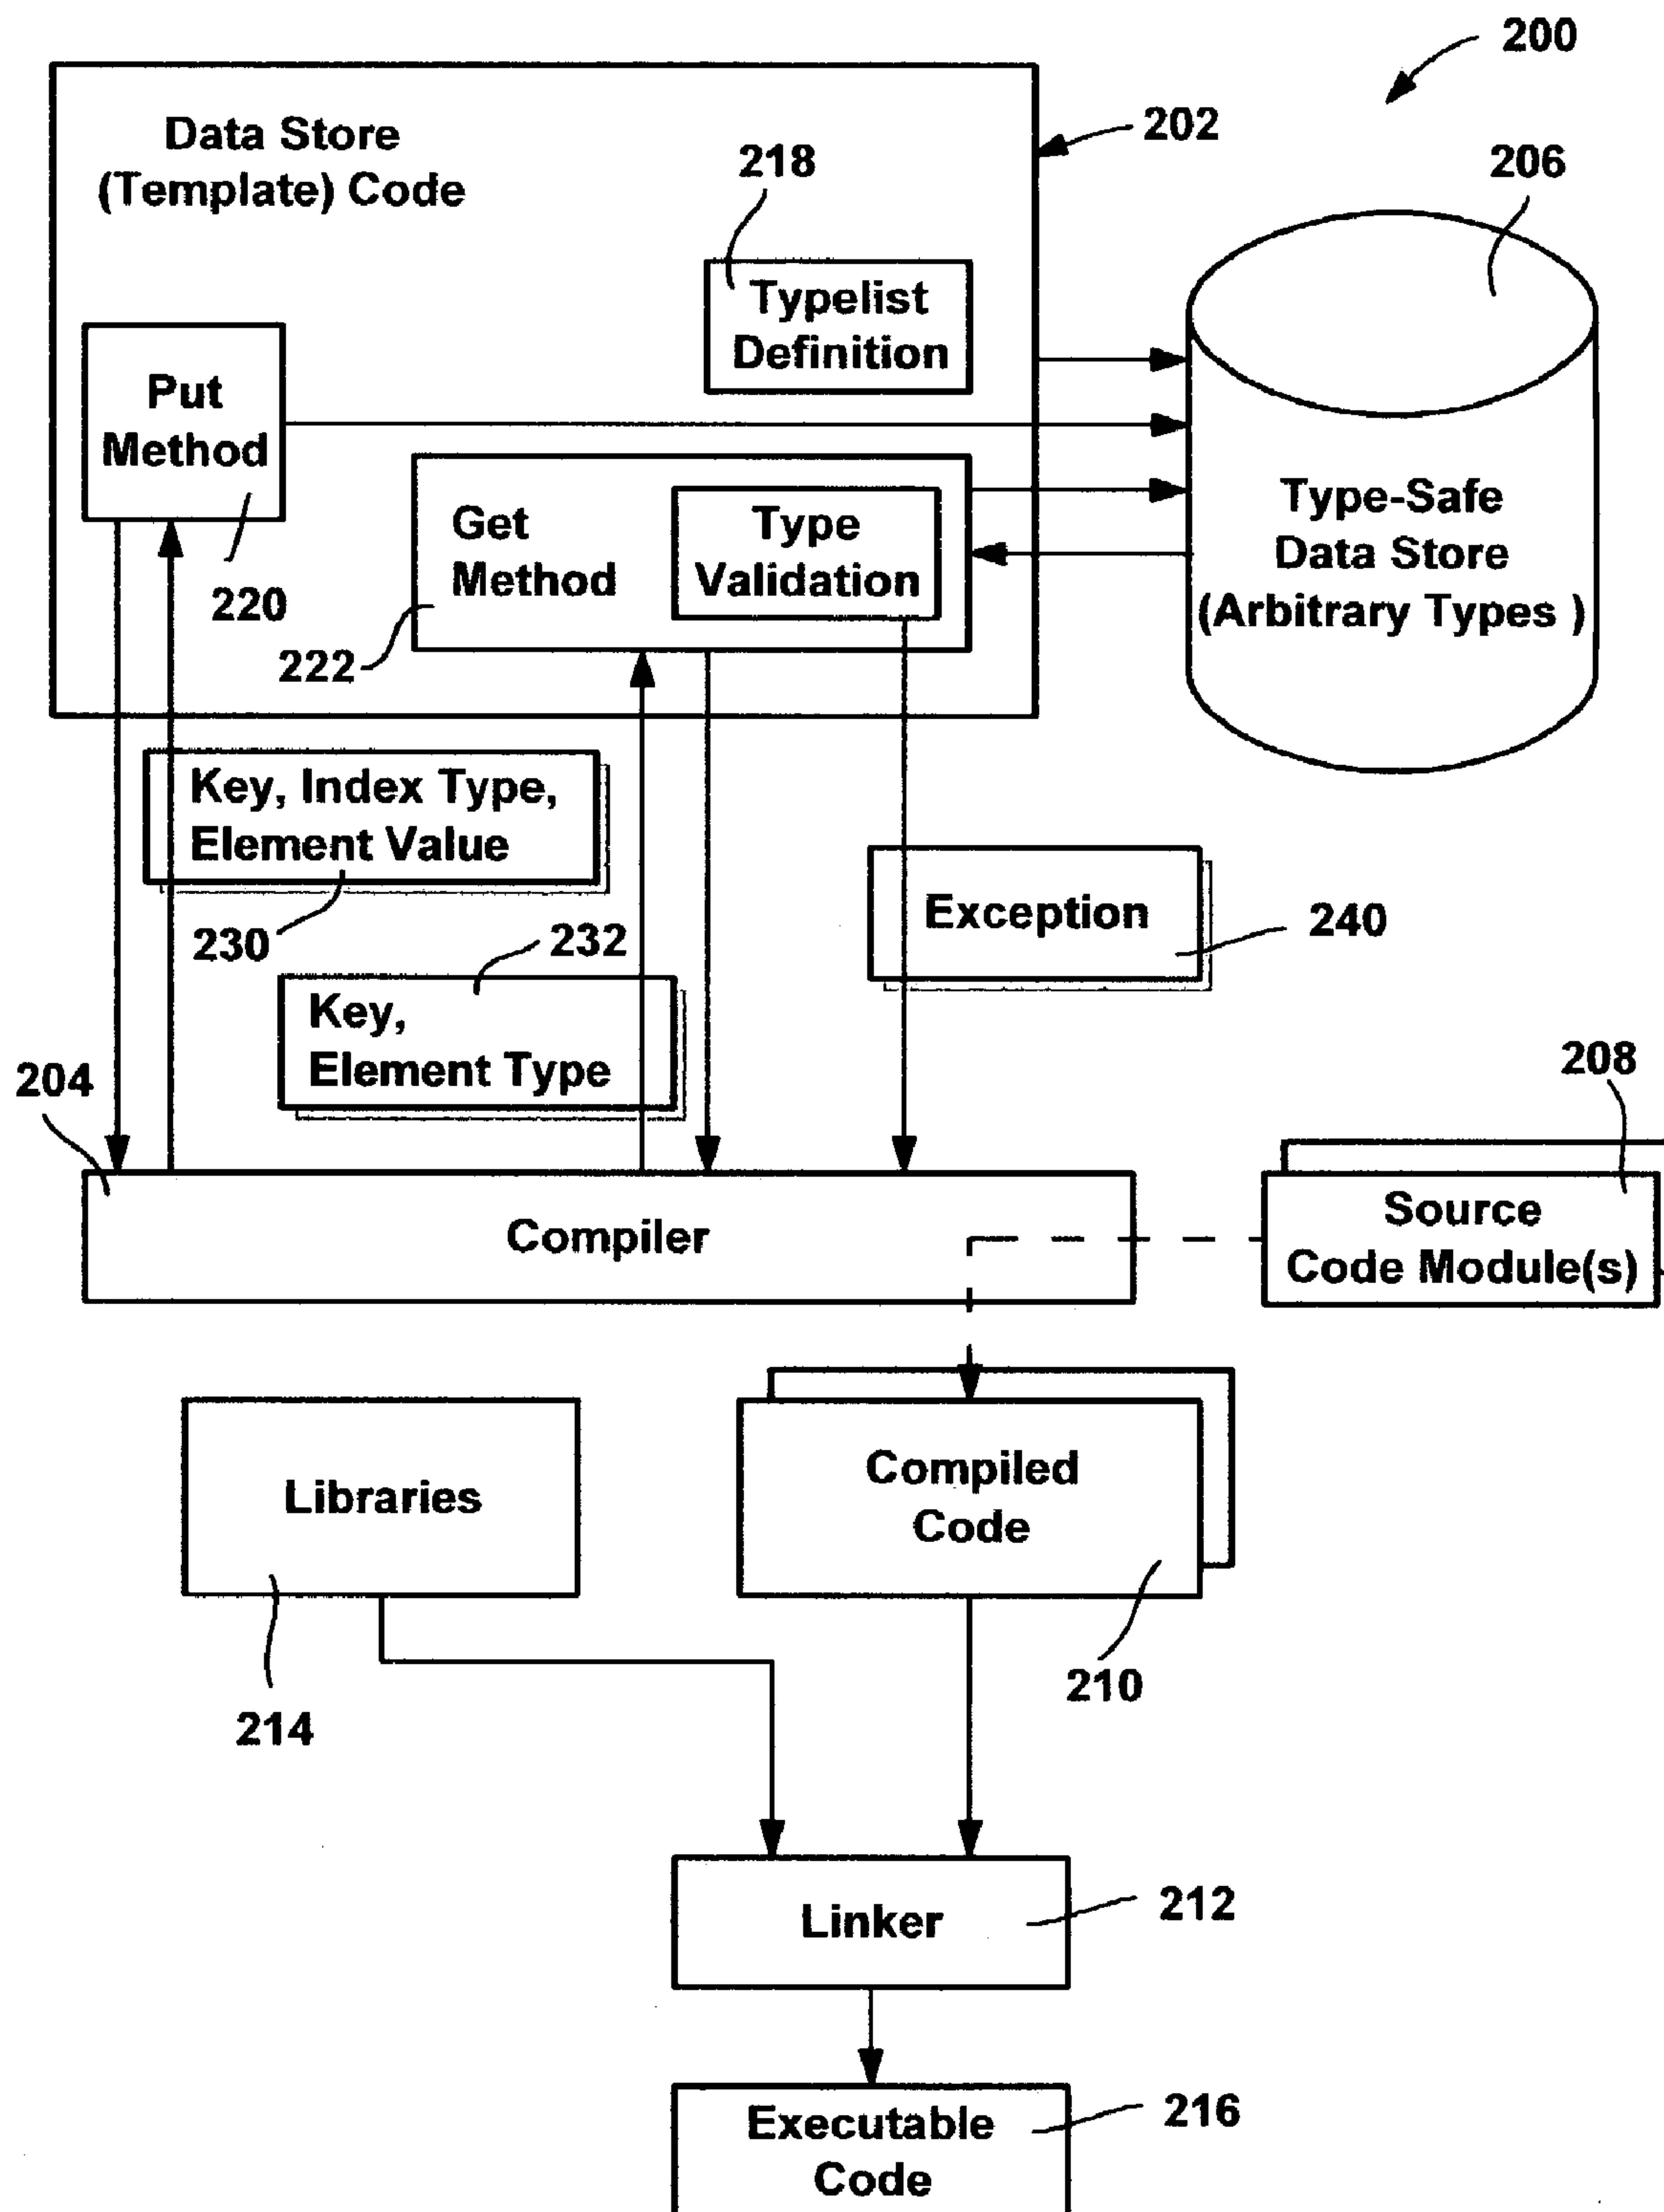 200
Data Store
(Template) Code
202
218
206
Typelist
Definition
Put
Method
220
Get
Method
222
Type
Validation
Type-Safe
Data Store
(Arbitrary Types )
Key, Index Type,
Element Value
230
232
Key,
Element Type
Exception
240
204
208
Compiler
Source
Code Module(s)
Libraries
214
Compiled
Code
210
Linker
212
Executable
Code
216